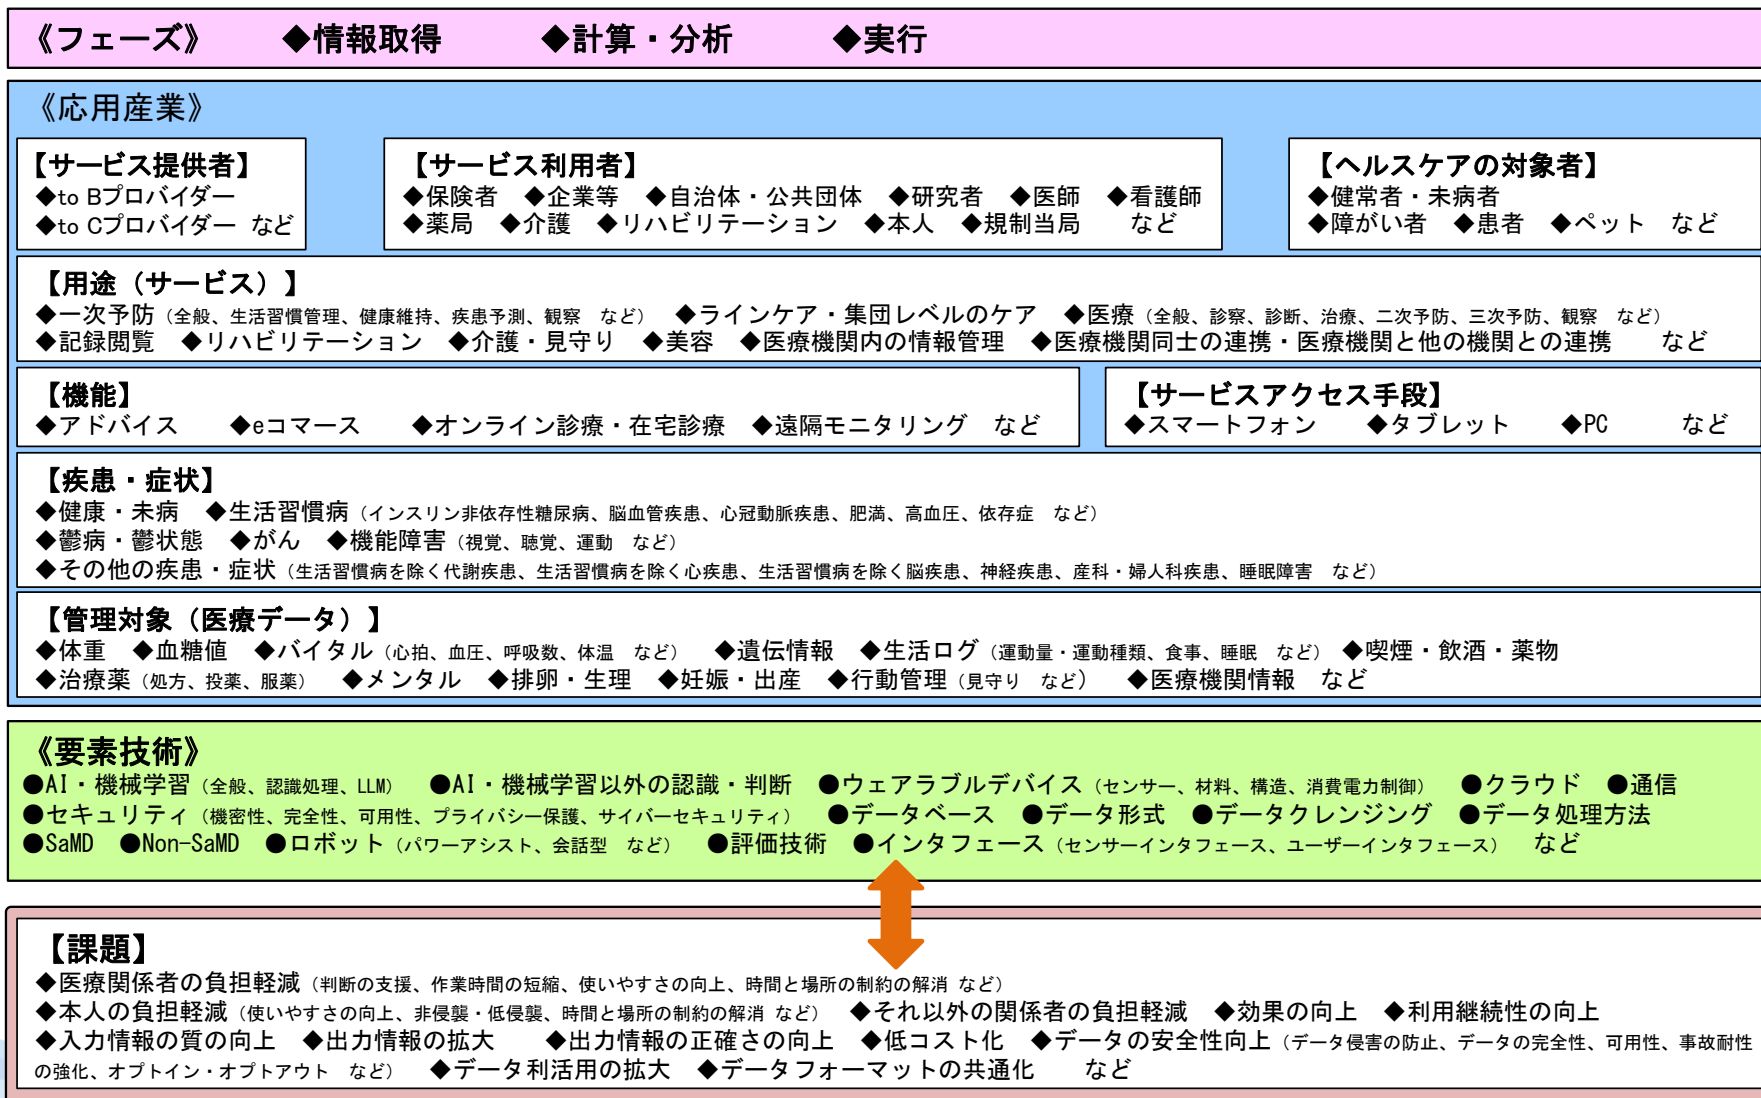 《フェーズ》 ◆情報取得 ◆計算・分析 ◆実行
《応用産業》
【サービス提供者】
◆to Bプロバイダー
◆to Cプロバイダー など
【サービス利用者】
◆保険者 ◆企業等 ◆自治体・公共団体 ◆研究者 ◆医師 ◆看護師
◆薬局 ◆介護 ◆リハビリテーション ◆本人 ◆規制当局 など
【ヘルスケアの対象者】
◆健常者・未病者
◆障がい者 ◆患者 ◆ペット など
【用途（サービス）】
◆一次予防（全般、生活習慣管理、健康維持、疾患予測、観察 など） ◆ラインケア・集団レベルのケア ◆医療（全般、診察、診断、治療、二次予防、三次予防、観察 など）
◆記録閲覧 ◆リハビリテーション ◆介護・見守り ◆美容 ◆医療機関内の情報管理 ◆医療機関同士の連携・医療機関と他の機関との連携 など
【機能】
◆アドバイス ◆eコマース ◆オンライン診療・在宅診療 ◆遠隔モニタリング など
【サービスアクセス手段】
◆スマートフォン ◆タブレット ◆PC など
【疾患・症状】
◆健康・未病 ◆生活習慣病（インスリン非依存性糖尿病、脳血管疾患、心冠動脈疾患、肥満、高血圧、依存症 など）
◆鬱病・鬱状態 ◆がん ◆機能障害（視覚、聴覚、運動 など）
◆その他の疾患・症状（生活習慣病を除く代謝疾患、生活習慣病を除く心疾患、生活習慣病を除く脳疾患、神経疾患、産科・婦人科疾患、睡眠障害 など）
【管理対象（医療データ）】
◆体重 ◆血糖値 ◆バイタル（心拍、血圧、呼吸数、体温 など） ◆遺伝情報 ◆生活ログ（運動量・運動種類、食事、睡眠 など） ◆喫煙・飲酒・薬物
◆治療薬（処方、投薬、服薬） ◆メンタル ◆排卵・生理 ◆妊娠・出産 ◆行動管理（見守り など） ◆医療機関情報 など
《要素技術》
●AI・機械学習（全般、認識処理、LLM） ●AI・機械学習以外の認識・判断 ●ウェアラブルデバイス（センサー、材料、構造、消費電力制御） ●クラウド ●通信
●セキュリティ（機密性、完全性、可用性、プライバシー保護、サイバーセキュリティ） ●データベース ●データ形式 ●データクレンジング ●データ処理方法
●SaMD ●Non-SaMD ●ロボット（パワーアシスト、会話型 など） ●評価技術 ●インタフェース（センサーインタフェース、ユーザーインタフェース） など
【課題】
◆医療関係者の負担軽減（判断の支援、作業時間の短縮、使いやすさの向上、時間と場所の制約の解消 など）
◆本人の負担軽減（使いやすさの向上、非侵襲・低侵襲、時間と場所の制約の解消 など） ◆それ以外の関係者の負担軽減 ◆効果の向上 ◆利用継続性の向上
◆入力情報の質の向上 ◆出力情報の拡大 ◆出力情報の正確さの向上 ◆低コスト化 ◆データの安全性向上（データ侵害の防止、データの完全性、可用性、事故耐性
の強化、オプトイン・オプトアウト など） ◆データ利活用の拡大 ◆データフォーマットの共通化 など